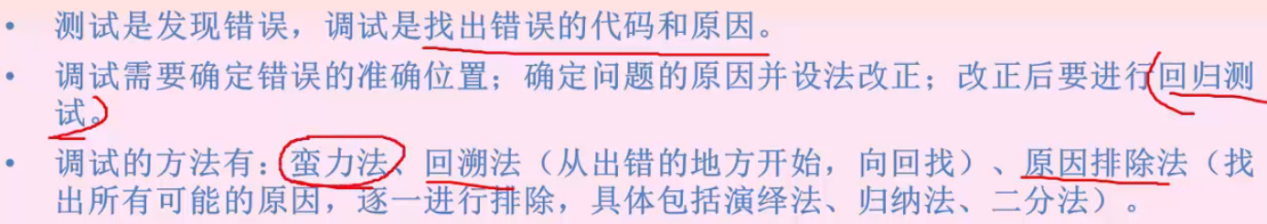 • 测试是发现错误，调试是找出错误的代码和原因。
• 调试需要确定错误的准确位置；确定问题的原因并设法改正；改正后要进行回归测
试。
• 调试的方法有：蛮力法、回溯法（从出错的地方开始，向回找）、原因排除法（找
出所有可能的原因，逐一进行排除，具体包括演绎法、归纳法、二分法）。